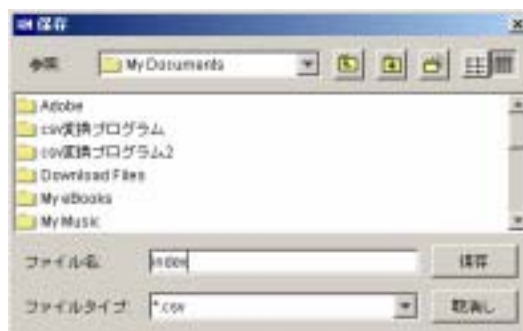 保存
参照: My Documents
Adobe
csv変換プログラム
csv変換プログラム2
Download Files
My eBooks
My Music
ファイル名: index 保存
ファイルタイプ: *.csv 取消し